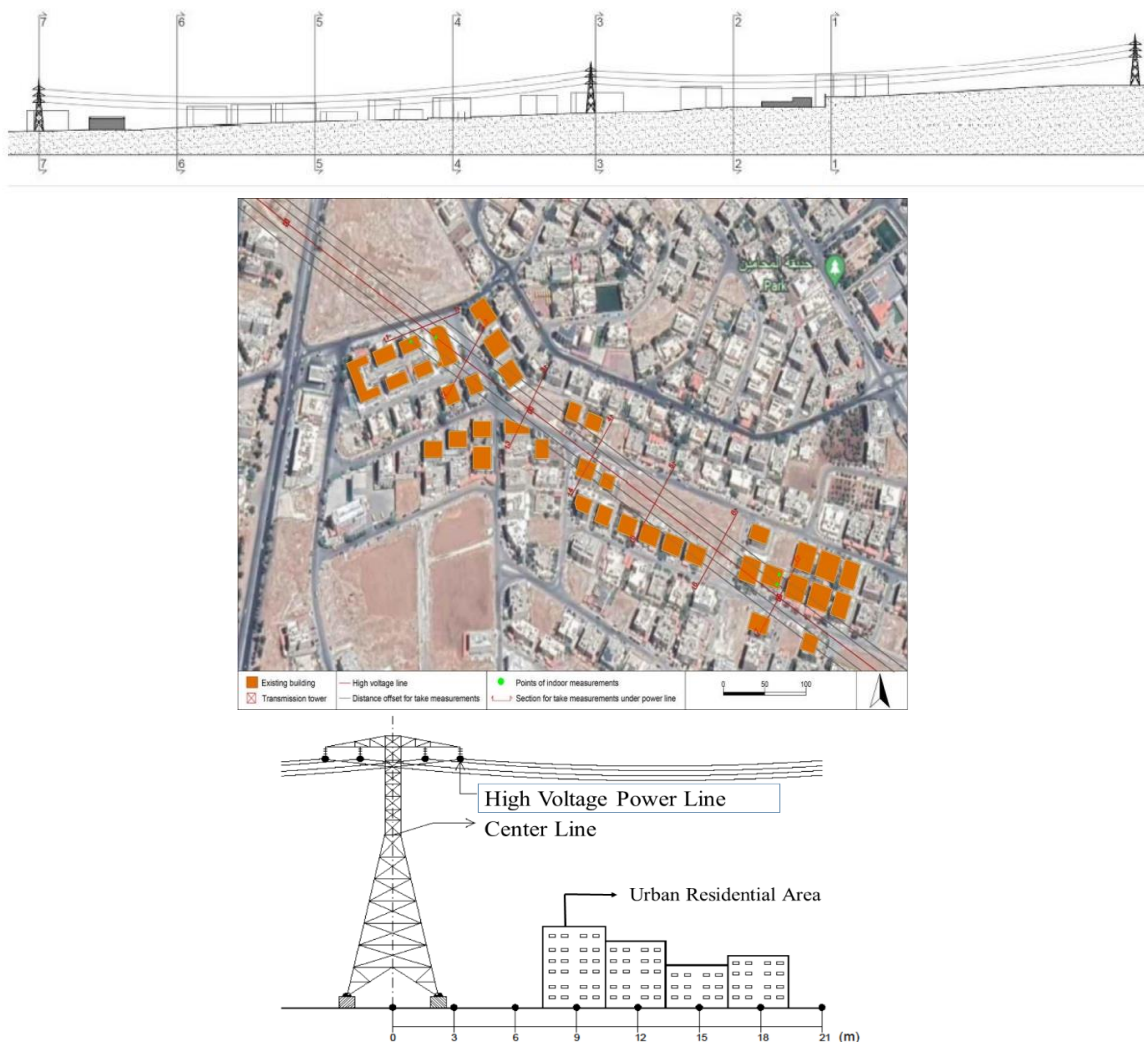 7 6 5 4 3 2 1
7 6 5 4 3 2 1
Park
Existing building
High voltage line
Points of indoor measurements
0 50 100
Transmission tower
Distance offset for take measurements
Section for take measurements under power line
High Voltage Power Line
Center Line
Urban Residential Area
0 3 6 9 12 15 18 21 (m)